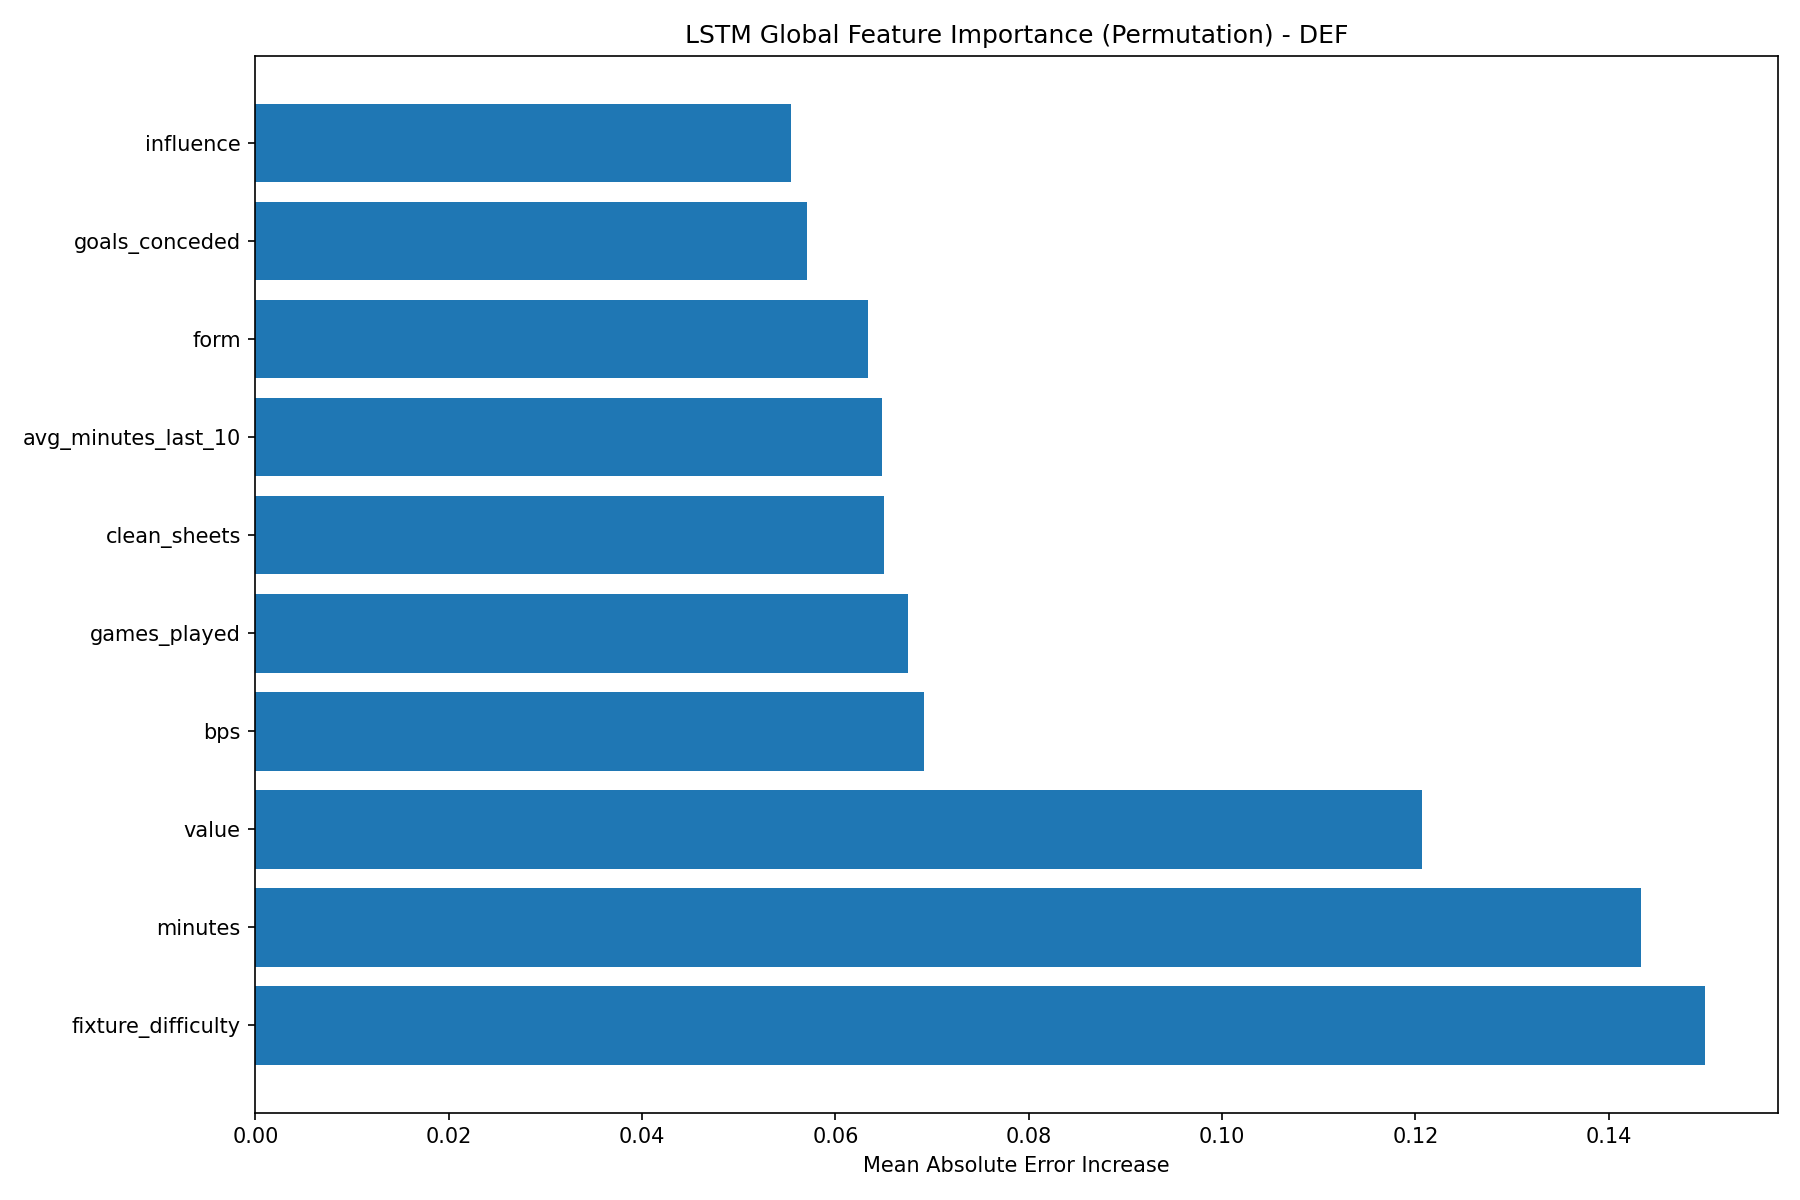 LSTM Global Feature Importance (Permutation) - DEF
influence
goals_conceded
form
avg_minutes_last_10
clean_sheets
games_played
bps
value
minutes
fixture_difficulty
0.00 0.02 0.04 0.06 0.08 0.10 0.12 0.14
Mean Absolute Error Increase